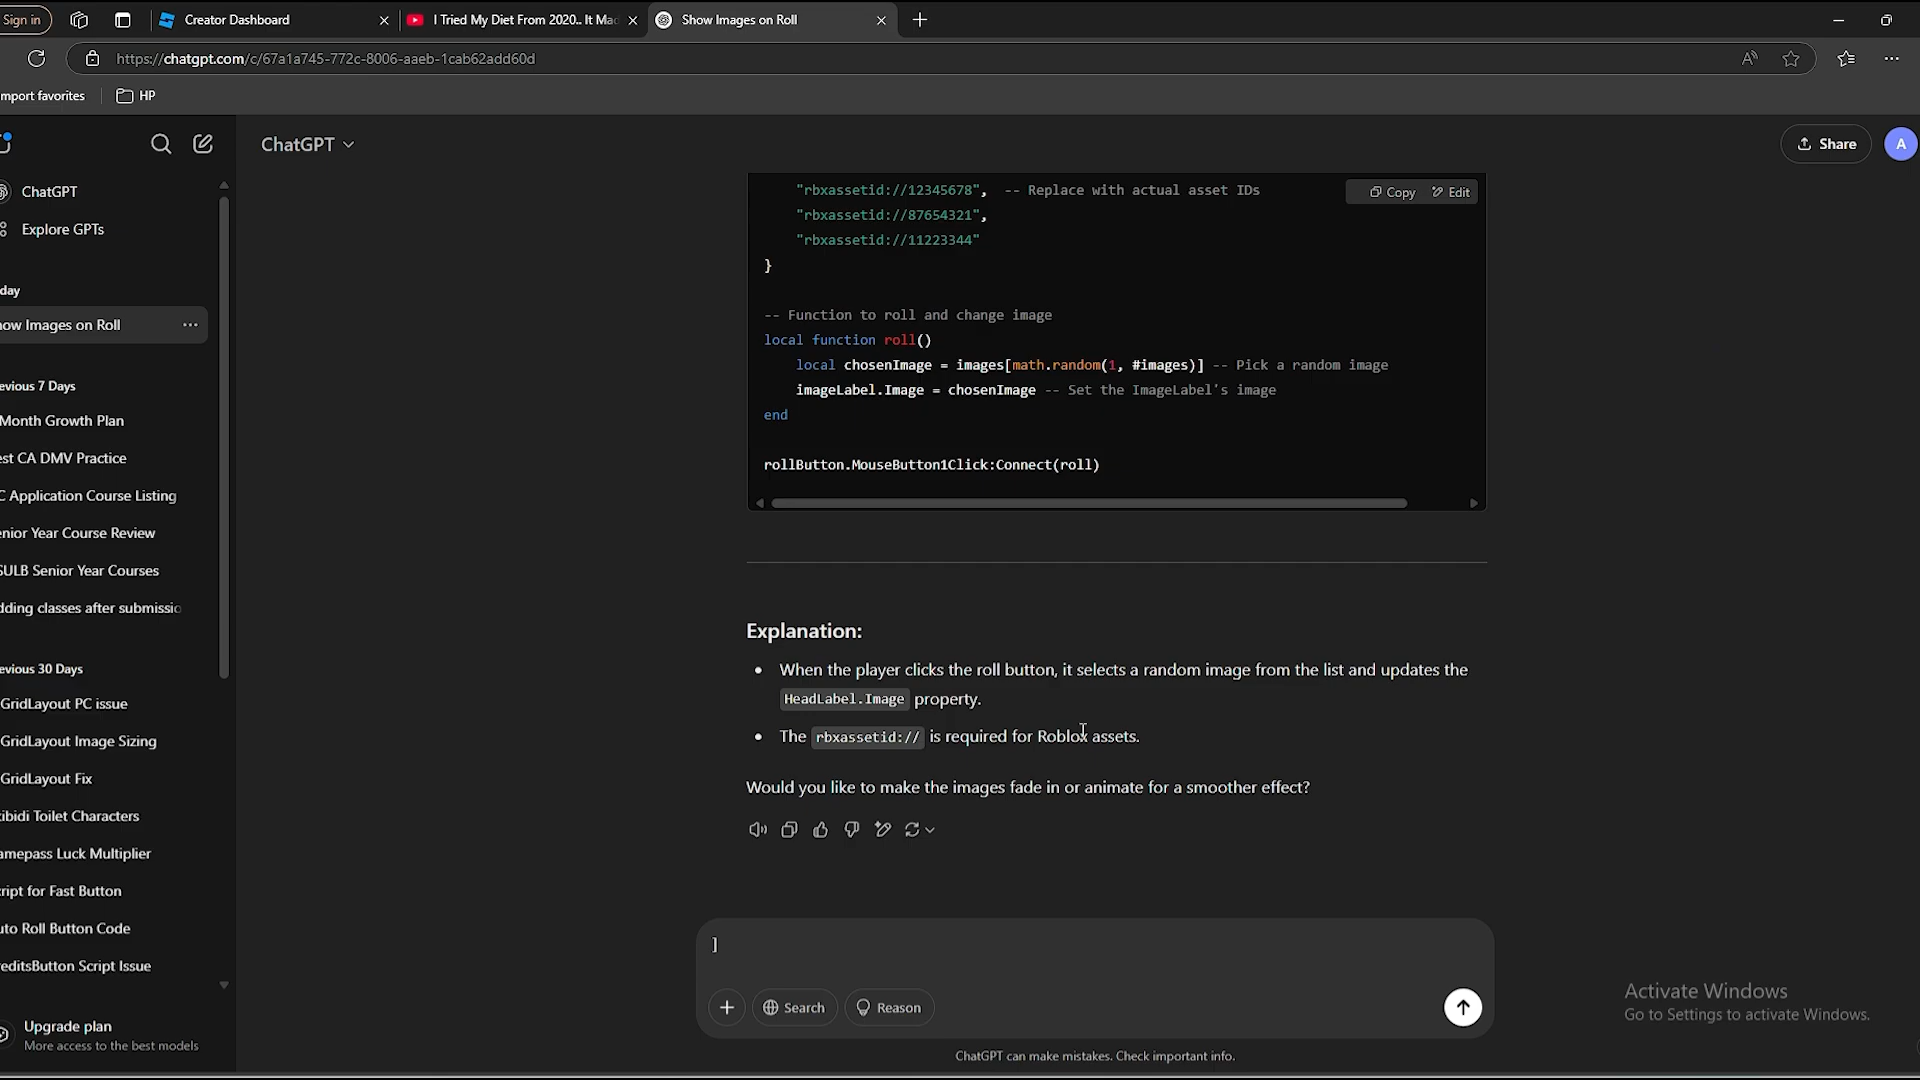 Sign in
Creator Dashboard
I Tried My Diet From 2020.. It Mad
Show Images on Roll
https://chatgpt.com/c/67a1a745-772c-8006-aaeb-1cab62add60d
mport favorites
HP
ChatGPT
Share
A
ChatGPT
Explore GPTs
day
how Images on Roll
evious 7 Days
Month Growth Plan
est CA DMV Practice
C Application Course Listing
enior Year Course Review
SULB Senior Year Courses
dding classes after submissio
evious 30 Days
GridLayout PC issue
GridLayout Image Sizing
GridLayout Fix
ibidi Toilet Characters
amepass Luck Multiplier
ript for Fast Button
uto Roll Button Code
editsButton Script Issue
Upgrade plan
More access to the best models
"rbxassetid://12345678",  -- Replace with actual asset IDs
Copy
Edit
"rbxassetid://87654321",
"rbxassetid://11223344"
}
-- Function to roll and change image
local function roll()
local chosenImage = images[math.random(1, #images)] -- Pick a random image
imageLabel.Image = chosenImage -- Set the ImageLabel's image
end
rollButton.MouseButton1Click:Connect(roll)
Explanation:
• When the player clicks the roll button, it selects a random image from the list and updates the
HeadLabel.Image property.
• The rbxassetid:// is required for Roblox assets.
Would you like to make the images fade in or animate for a smoother effect?
]
Search
Reason
ChatGPT can make mistakes. Check important info.
Activate Windows
Go to Settings to activate Windows.